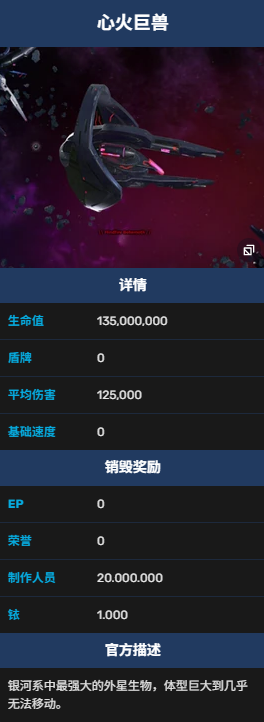 心火巨兽
详情
生命值 135,000,000
盾牌 0
平均伤害 125,000
基础速度 0
销毁奖励
EP 0
荣誉 0
制作人员 20.000.000
铱 1.000
官方描述
银河系中最强大的外星生物，体型巨大到几乎
无法移动。